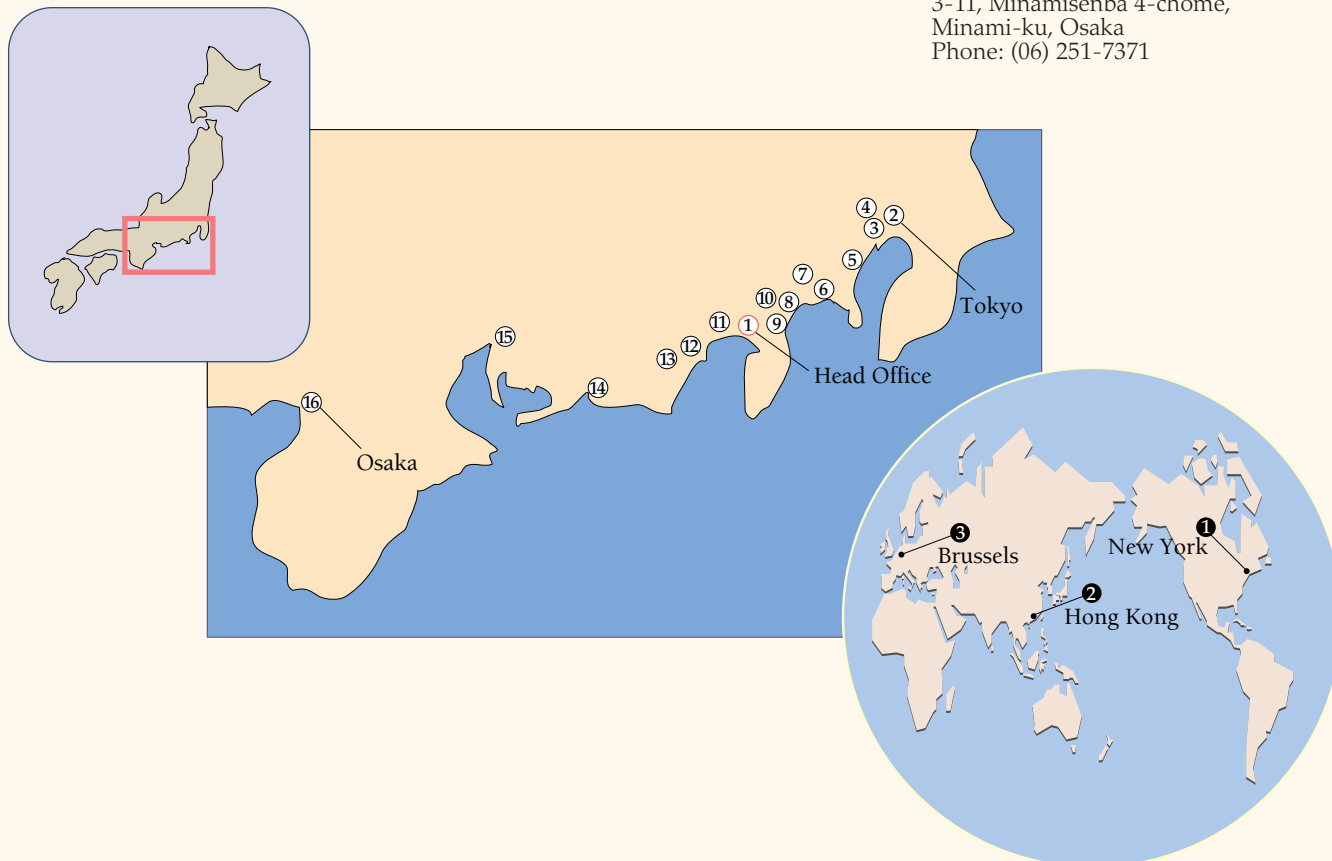 3-11, Minamisenba 4-chome,
Minami-ku, Osaka
Phone: (06) 251-7371
4
2
3
5
7
6
10
8
Tokyo
11
1
9
15
12
13
Head Office
14
16
Osaka
1
3
New York
Brussels
2
Hong Kong